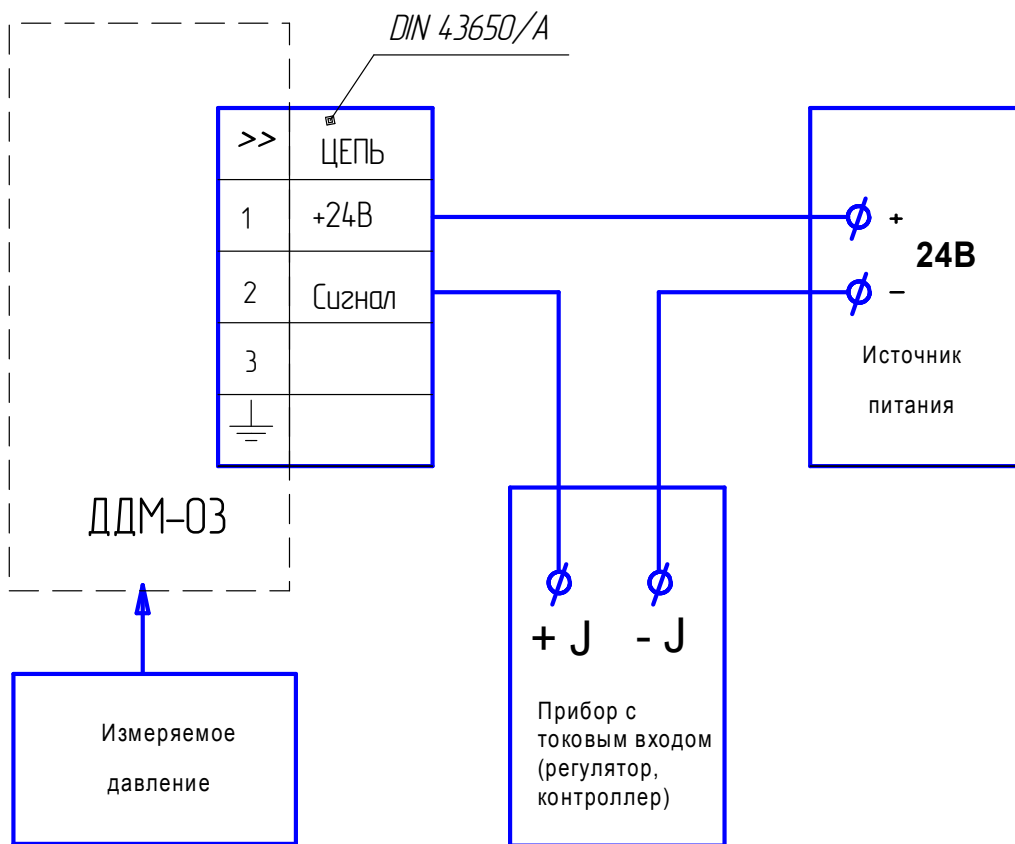 DIN 43650/A
>> ЦЕПЬ
1 +24В
2 Сигнал
3
+
24В
–
Источник
питания
ДДМ-03
+ J - J
Измеряемое
давление
Прибор с
токовым входом
(регулятор,
контроллер)